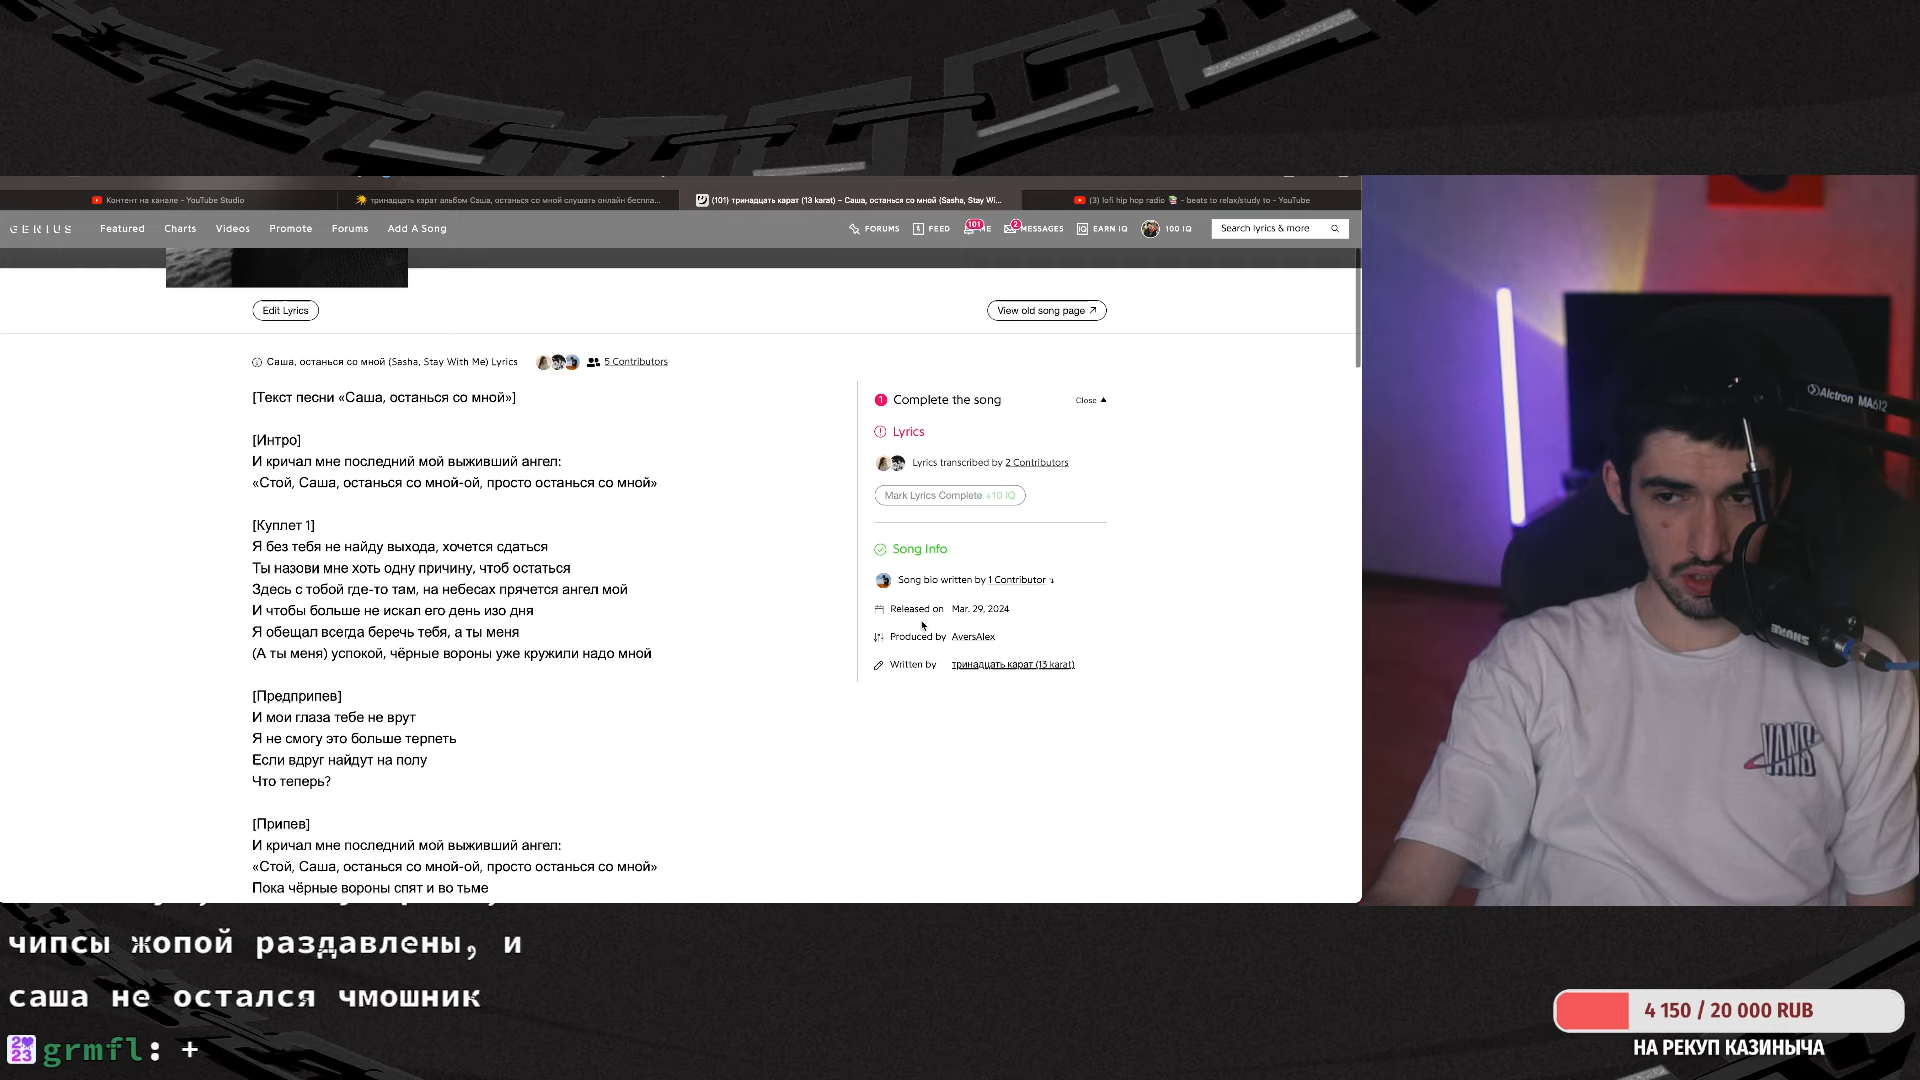 Контент на канале - YouTube Studio
тринадцать карат альбом Саша, останься со мной слушать онлайн беспла...
(101) тринадцать карат (13 karat) – Саша, останься со мной (Sasha, Stay Wi...
(3) lofi hip hop radio 📚 - beats to relax/study to - YouTube
GENIUS
Featured
Charts
Videos
Promote
Forums
Add A Song
FORUMS
FEED
101
ME
2
MESSAGES
IQ
EARN IQ
100 IQ
Search lyrics & more
Edit Lyrics
View old song page
Саша, останься со мной (Sasha, Stay With Me) Lyrics
5 Contributors
[Текст песни «Саша, останься со мной»]
[Интро]
И кричал мне последний мой выживший ангел:
«Стой, Саша, останься со мной-ой, просто останься со мной»
[Куплет 1]
Я без тебя не найду выхода, хочется сдаться
Ты назови мне хоть одну причину, чтоб остаться
Здесь с тобой где-то там, на небесах прячется ангел мой
И чтобы больше не искал его день изо дня
Я обещал всегда беречь тебя, а ты меня
(А ты меня) успокой, чёрные вороны уже кружили надо мной
[Предприпев]
И мои глаза тебе не врут
Я не смогу это больше терпеть
Если вдруг найдут на полу
Что теперь?
[Припев]
И кричал мне последний мой выживший ангел:
«Стой, Саша, останься со мной-ой, просто останься со мной»
Пока чёрные вороны спят и во тьме
1 Complete the song
Close
Lyrics
Lyrics transcribed by 2 Contributors
Mark Lyrics Complete +10 IQ
Song Info
Song bio written by 1 Contributor
Released on Mar. 29, 2024
Produced by AversAlex
Written by тринадцать карат (13 karat)
Alctron MA612
SHURE
VANS
чипсы жопой раздавлены, и
саша не остался чмошник
2023
grmfl: +
4 150 / 20 000 RUB
НА РЕКУП КАЗИНЫЧА